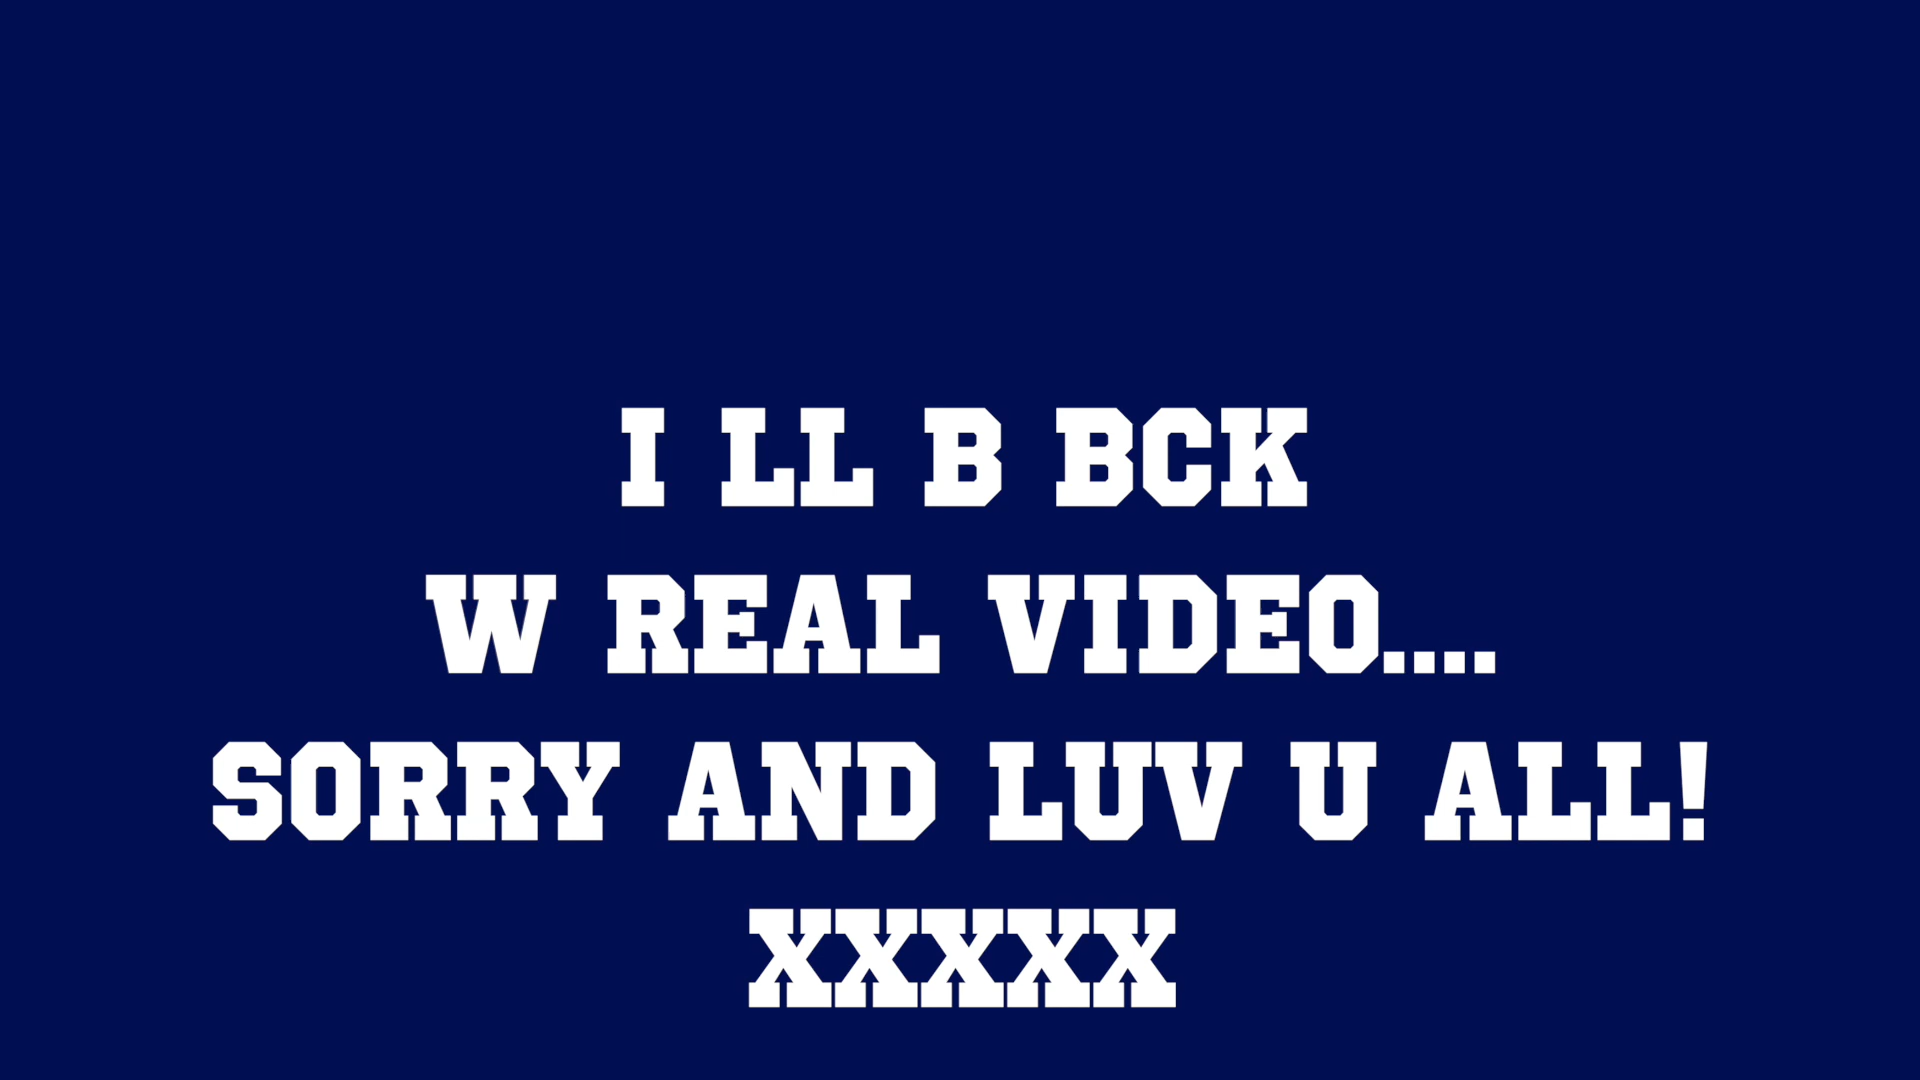 I LL B BCK
W REAL VIDEO....
SORRY AND LUV U ALL!
XXXXX